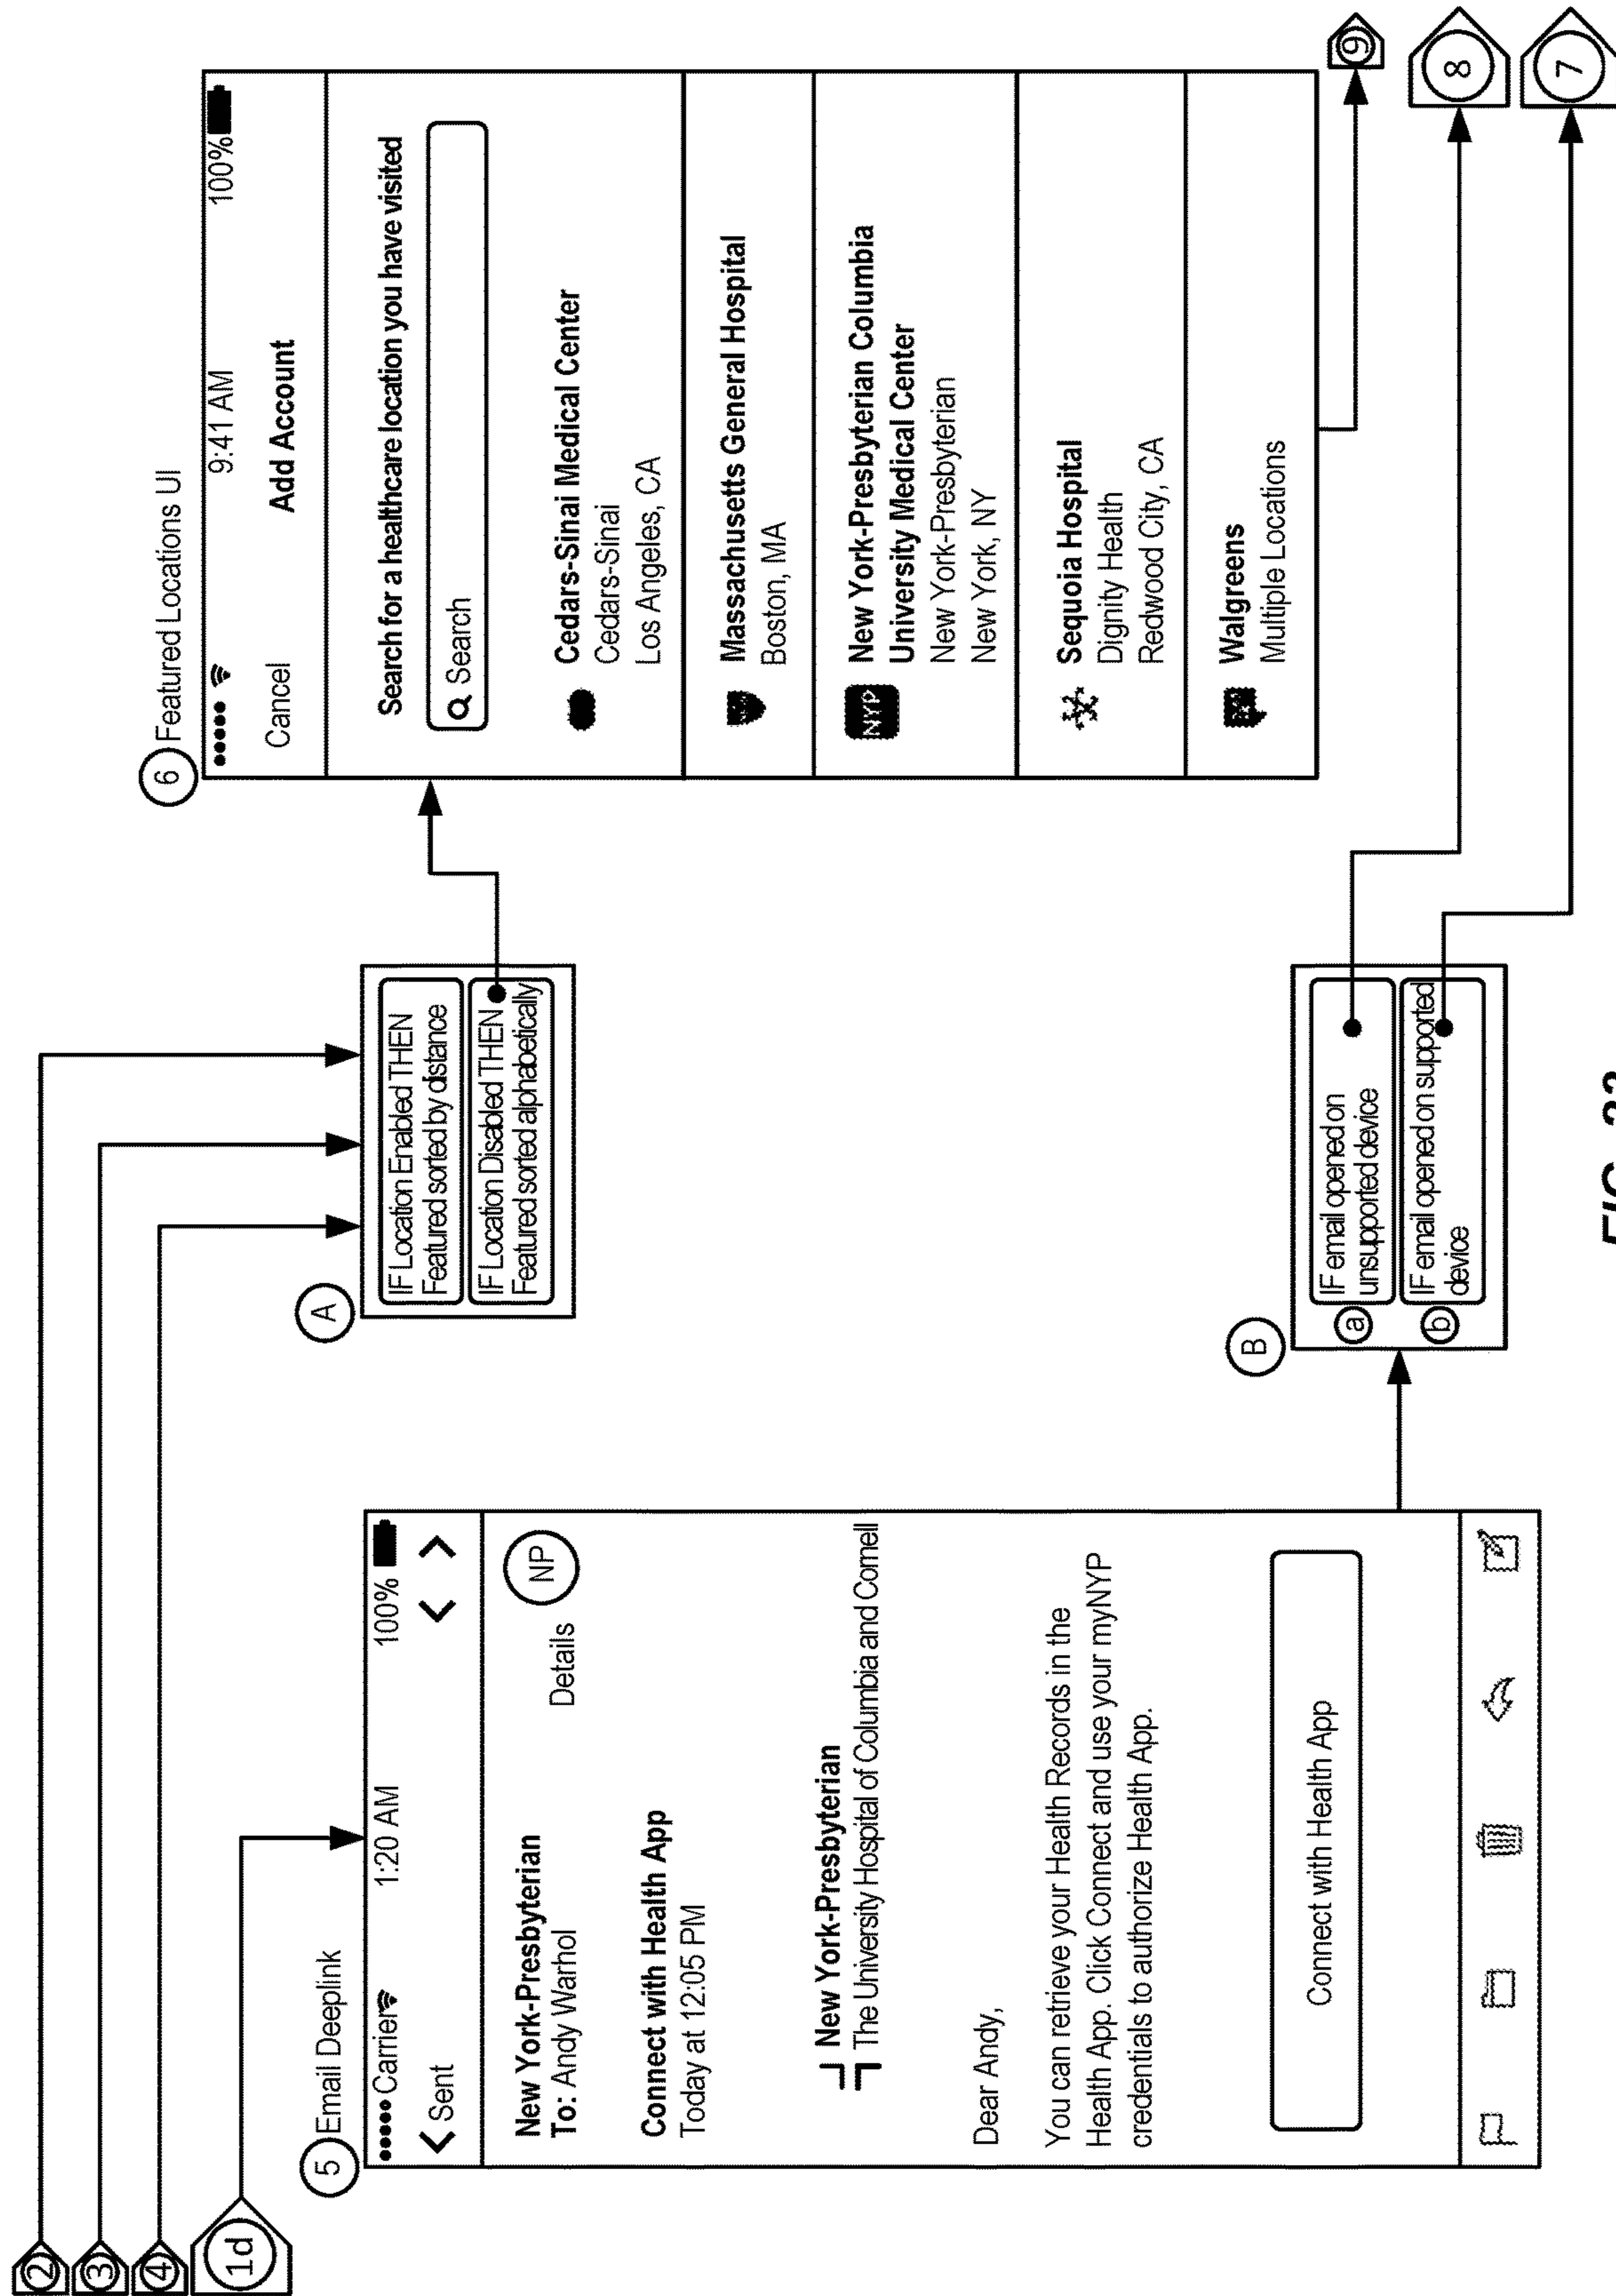 2
3
4
1d
5 Email Deeplink
Carrier 1:20 AM 100%
Sent
New York-Presbyterian
To: Andy Warhol
Details
NP
Connect with Health App
Today at 12:05 PM
New York-Presbyterian
The University Hospital of Columbia and Cornell
Dear Andy,
You can retrieve your Health Records in the
Health App. Click Connect and use your myNYP
credentials to authorize Health App.
Connect with Health App
A
IF Location Enabled THEN
Featured sorted by distance
IF Location Disabled THEN
Featured sorted alphabetically
B
a
IF email opened on
unsupported device
b
IF email opened on supported
device
6 Featured Locations UI
9:41 AM 100%
Cancel Add Account
Search for a healthcare location you have visited
Search
Cedars-Sinai Medical Center
Cedars-Sinai
Los Angeles, CA
Massachusetts General Hospital
Boston, MA
NYP
New York-Presbyterian Columbia
University Medical Center
New York-Presbyterian
New York, NY
Sequoia Hospital
Dignity Health
Redwood City, CA
Walgreens
Multiple Locations
9
8
7